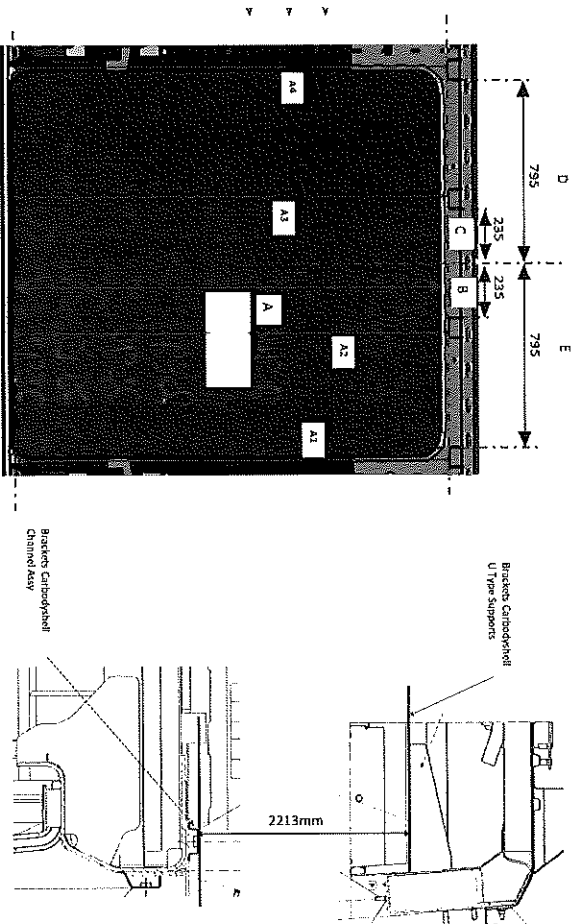 D
E
795
795
235
235
C
B
A4
A3
A
A2
A1
Brackets Carbodyshell
U Type Supports
2213mm
Brackets Carbodyshell
Channel Assy